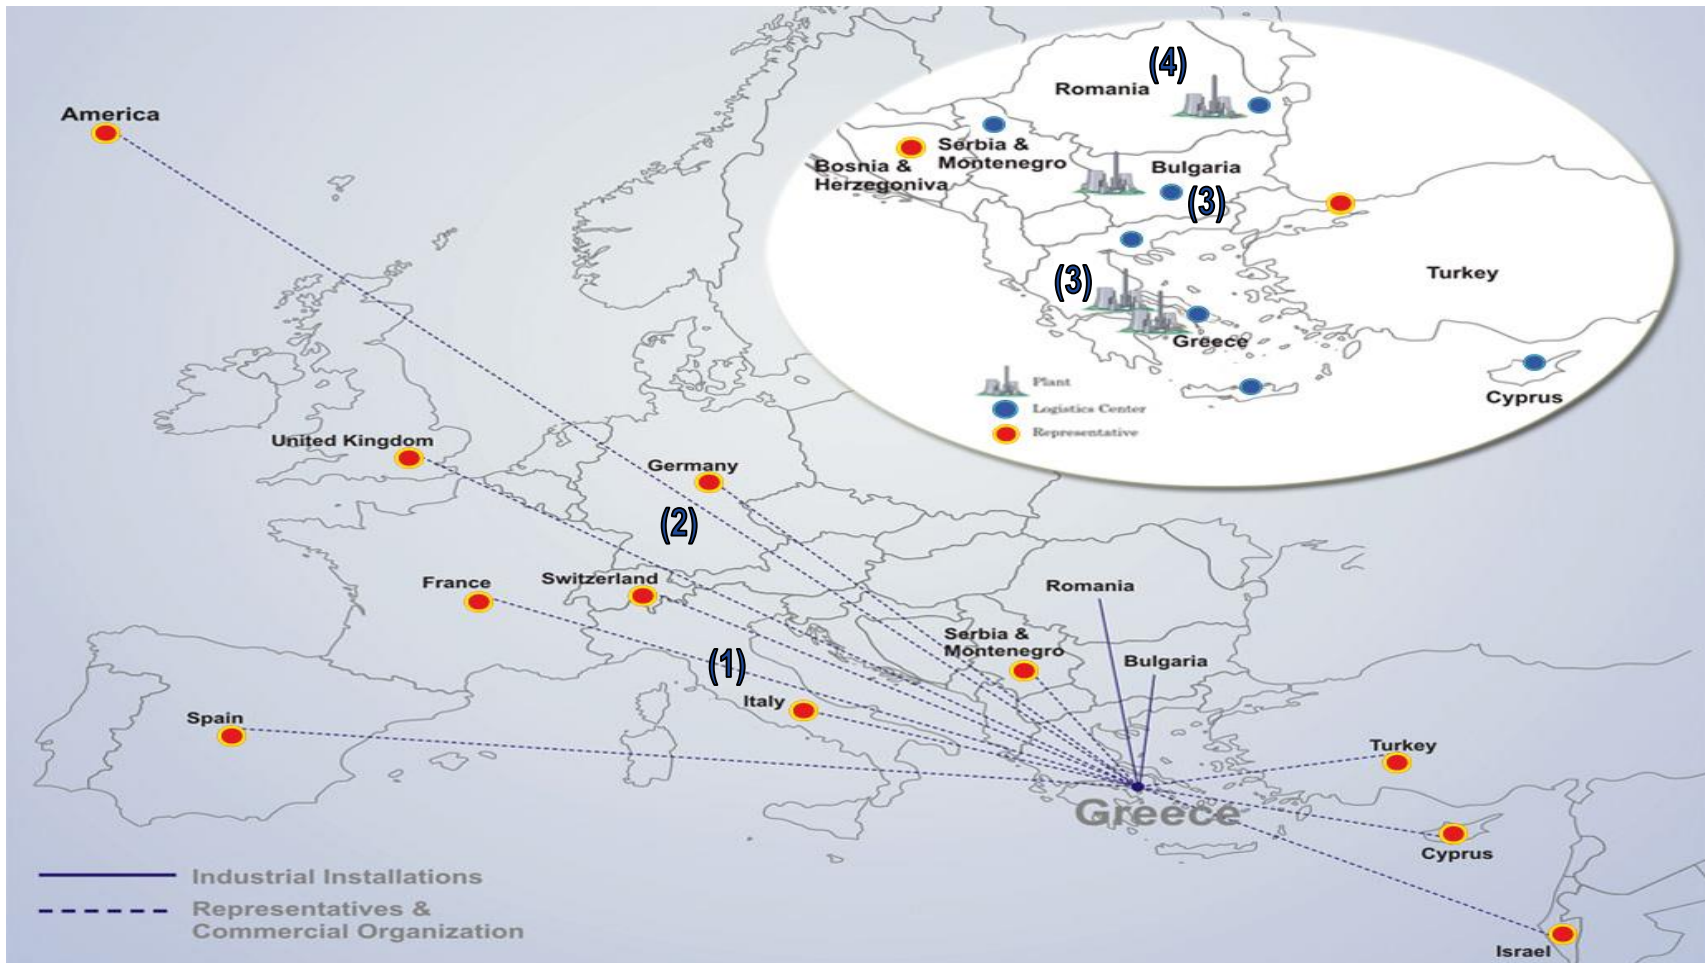 America
(4)
Romania
Serbia &
Montenegro
Bosnia &
Herzegoniva
Bulgaria
(3)
(3)
Turkey
Greece
Cyprus
Plant
Logistics Center
Representative
United Kingdom
Germany
(2)
France
Switzerland
Romania
Serbia &
Montenegro
Bulgaria
(1)
Italy
Spain
Turkey
Greece
Cyprus
Israel
Industrial Installations
Representatives &
Commercial Organization